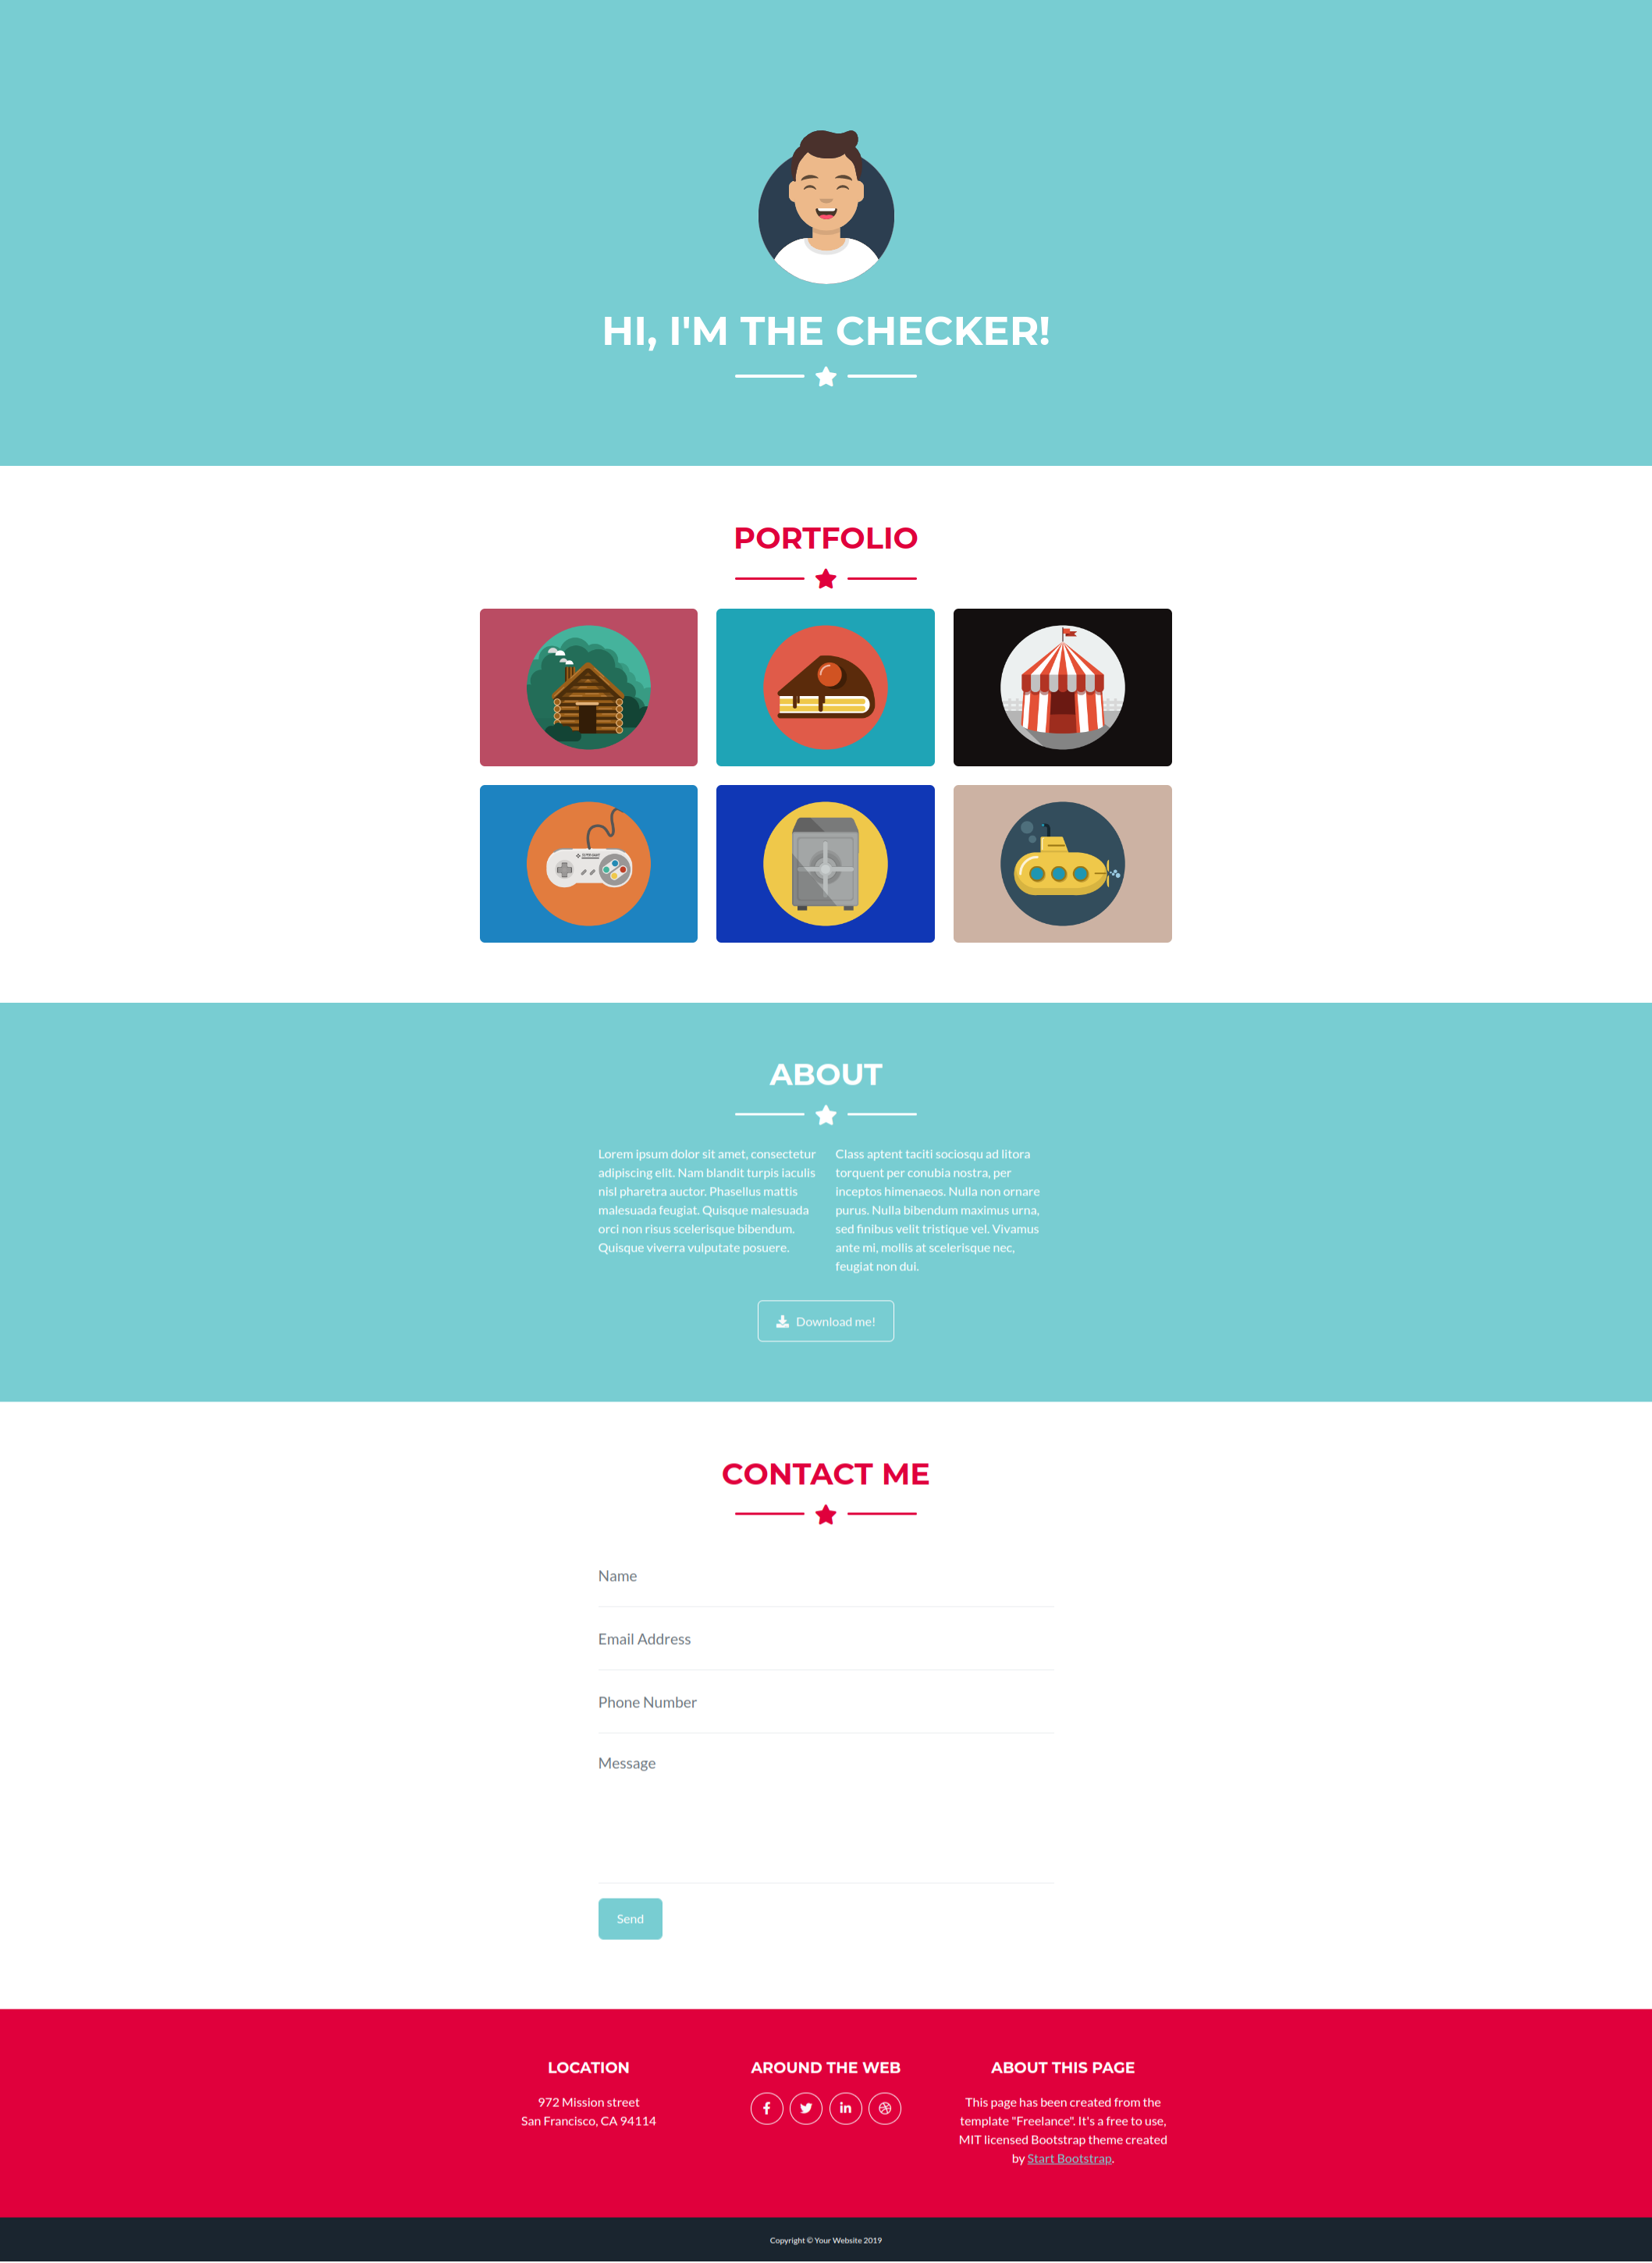 HI, I'M THE CHECKER!
PORTFOLIO
ABOUT
Lorem ipsum dolor sit amet, consectetur
adipiscing elit. Nam blandit turpis iaculis
nisl pharetra auctor. Phasellus mattis
malesuada feugiat. Quisque malesuada
orci non risus scelerisque bibendum.
Quisque viverra vulputate posuere.
Class aptent taciti sociosqu ad litora
torquent per conubia nostra, per
inceptos himenaeos. Nulla non ornare
purus. Nulla bibendum maximus urna,
sed finibus velit tristique vel. Vivamus
ante mi, mollis at scelerisque nec,
feugiat non dui.
Download me!
CONTACT ME
Name
Email Address
Phone Number
Message
Send
LOCATION
972 Mission street
San Francisco, CA 94114
AROUND THE WEB
ABOUT THIS PAGE
This page has been created from the
template "Freelance". It's a free to use,
MIT licensed Bootstrap theme created
by Start Bootstrap.
Copyright © Your Website 2019